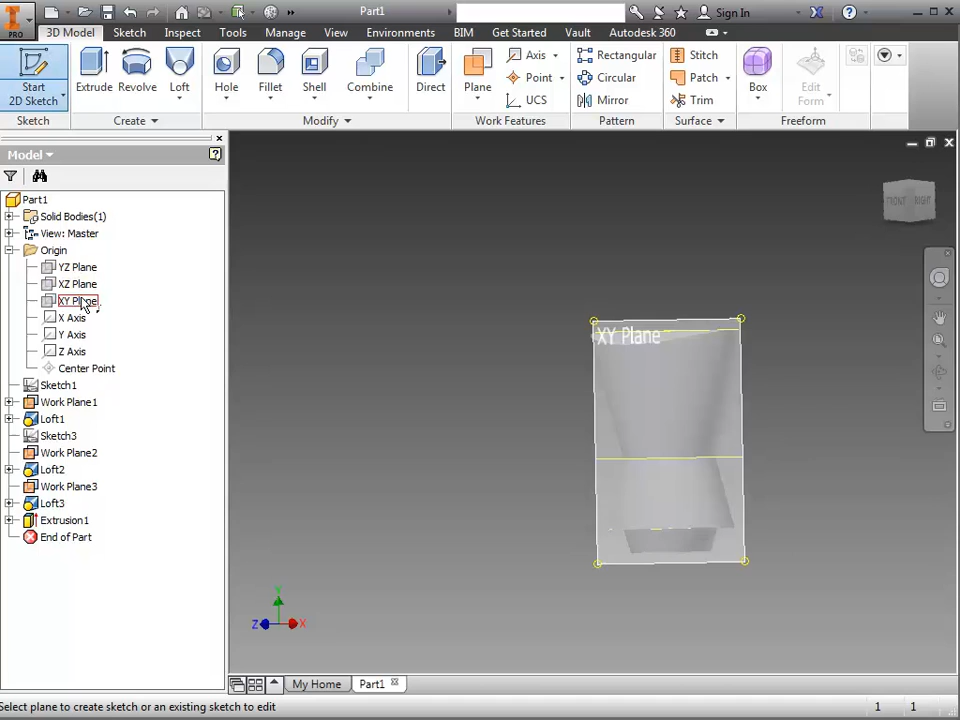 PRO
Part1
Sign In
3D Model
Sketch
Inspect
Tools
Manage
View
Environments
BIM
Get Started
Vault
Autodesk 360
Start
2D Sketch
Extrude
Revolve
Loft
Hole
Fillet
Shell
Combine
Direct
Plane
Axis
Point
UCS
Rectangular
Circular
Mirror
Stitch
Patch
Trim
Box
Edit
Form
Sketch
Create
Modify
Work Features
Pattern
Surface
Freeform
Model
Part1
Solid Bodies(1)
View: Master
Origin
YZ Plane
XZ Plane
XY Plane
X Axis
Y Axis
Z Axis
Center Point
Sketch1
Work Plane1
Loft1
Sketch3
Work Plane2
Loft2
Work Plane3
Loft3
Extrusion1
End of Part
FRONT
RIGHT
XY Plane
Y
Z
X
My Home
Part1
Select plane to create sketch or an existing sketch to edit
1
1